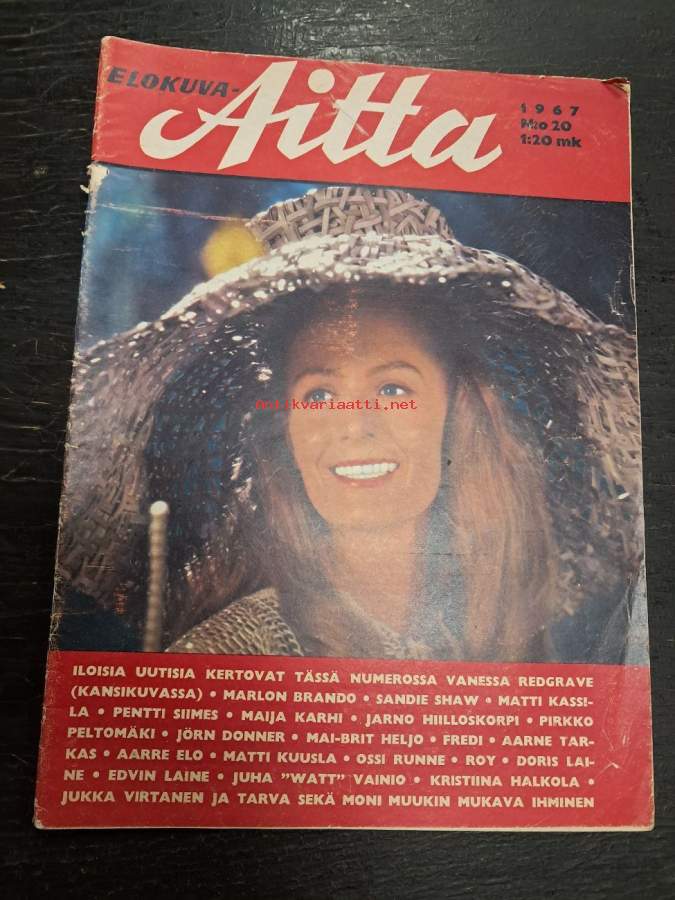 ELOKUVA-
Aitta
1967
N:o 20
1:20 mk
antikvariaatti.net
ILOISIA UUTISIA KERTOVAT TÄSSÄ NUMEROSSA VANESSA REDGRAVE
(KANSIKUVASSA) • MARLON BRANDO • SANDIE SHAW • MATTI KASSI-
LA • PENTTI SIIMES • MAIJA KARHI • JARNO HIILLOSKORPI • PIRKKO
PELTOMÄKI • JÖRN DONNER • MAI-BRIT HELJO • FREDI • AARNE TAR-
KAS • AARRE ELO • MATTI KUUSLA • OSSI RUNNE • ROY • DORIS LAI-
NE • EDVIN LAINE • JUHA ”WATT” VAINIO • KRISTIINA HALKOLA •
JUKKA VIRTANEN JA TARVA SEKÄ MONI MUUKIN MUKAVA IHMINEN